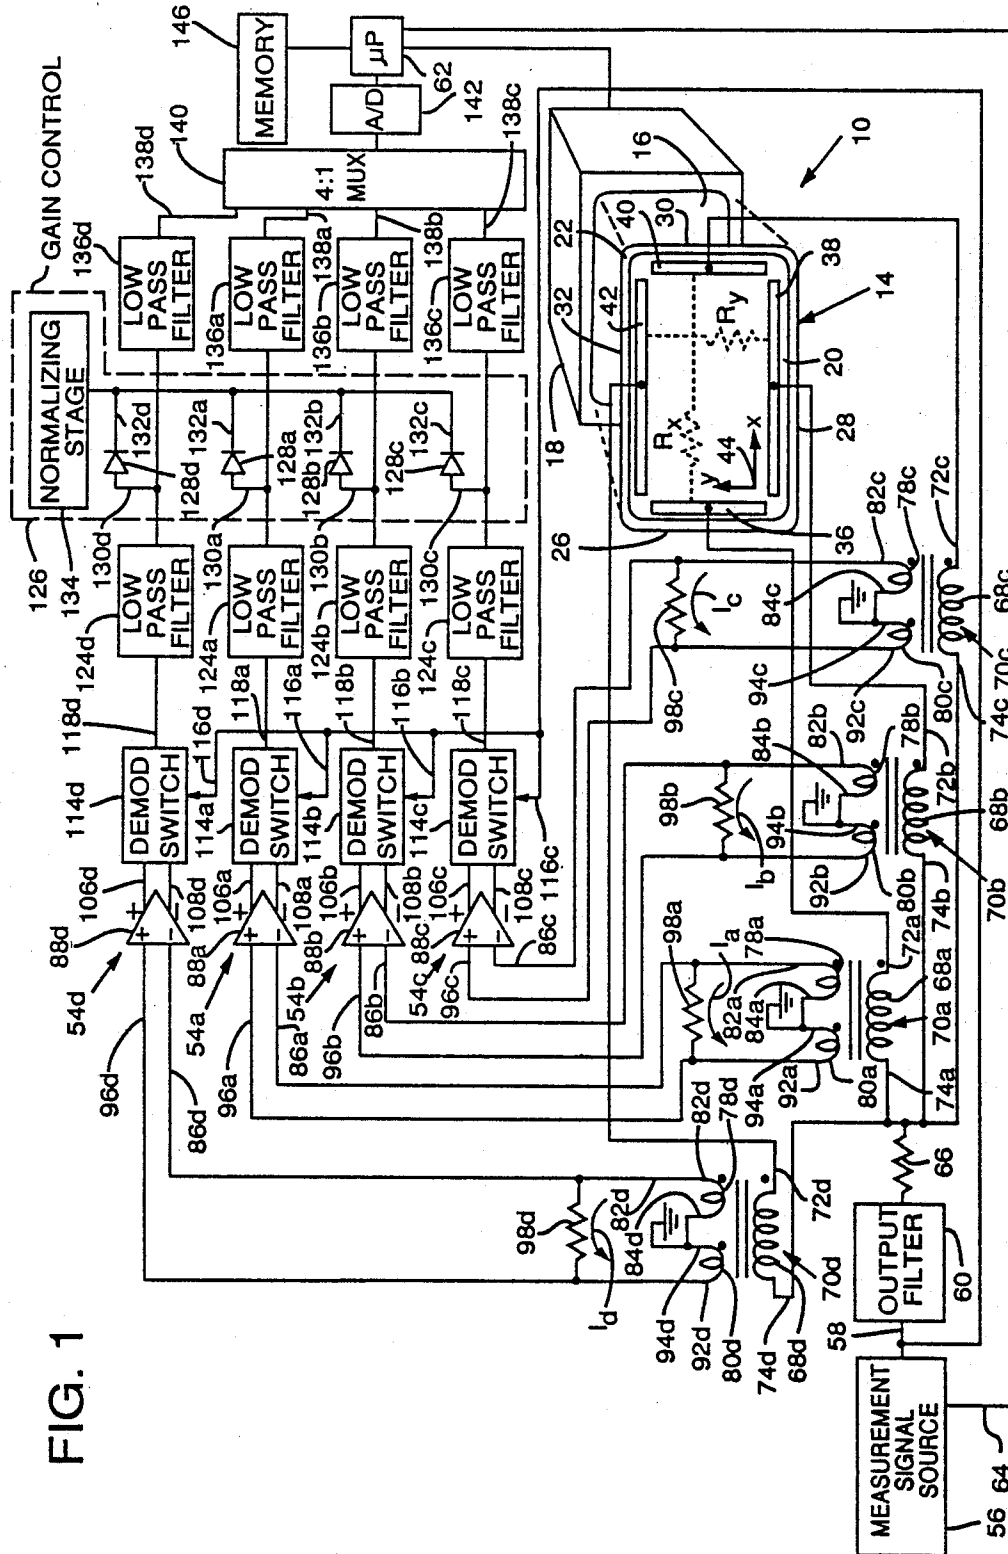 FIG. 1
146
MEMORY
µP
62
A/D
142
140
4:1
MUX
138d
138a
138b
138c
GAIN CONTROL
126
134
NORMALIZING
STAGE
136d
LOW
PASS
FILTER
136a
LOW
PASS
FILTER
136b
LOW
PASS
FILTER
136c
LOW
PASS
FILTER
132d
128d
130d
132a
128a
130a
132b
128b
130b
132c
128c
130c
124d
LOW
PASS
FILTER
124a
LOW
PASS
FILTER
124b
LOW
PASS
FILTER
124c
LOW
PASS
FILTER
118d
116d
118a
116a
118b
116b
118c
116c
114d
DEMOD
SWITCH
114a
DEMOD
SWITCH
114b
DEMOD
SWITCH
114c
DEMOD
SWITCH
106d
108d
106a
108a
106b
108b
106c
108c
88d
+
−
+
−
54d
88a
+
−
+
−
54a
88b
+
−
+
−
54b
88c
+
−
+
−
54c
96d
86d
96a
86a
96b
86b
96c
86c
10
14
16
18
20
22
26
28
30
32
36
38
40
42
44
Rx
Ry
x
y
98d
Id
82d
82d
78d
84d
94d
92d
80d
74d
68d
70d
72d
98a
Ia
82a
78a
84a
94a
92a
80a
74a
68a
70a
72a
98b
Ib
82b
78b
84b
94b
92b
80b
74b
68b
70b
72b
98c
Ic
82c
78c
84c
94c
92c
80c
74c
68c
70c
72c
66
OUTPUT
FILTER
60
58
MEASUREMENT
SIGNAL
SOURCE
56
64